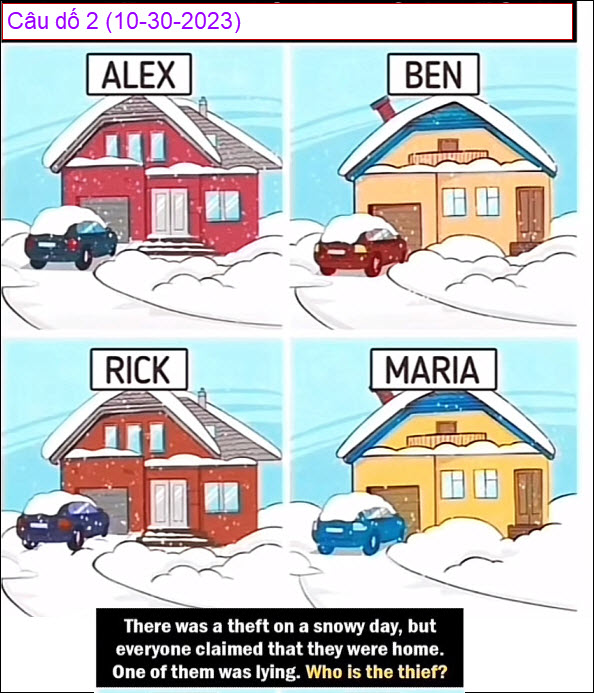 Câu dố 2 (10-30-2023)
ALEX
BEN
RICK
MARIA
There was a theft on a snowy day, but
everyone claimed that they were home.
One of them was lying. Who is the thief?